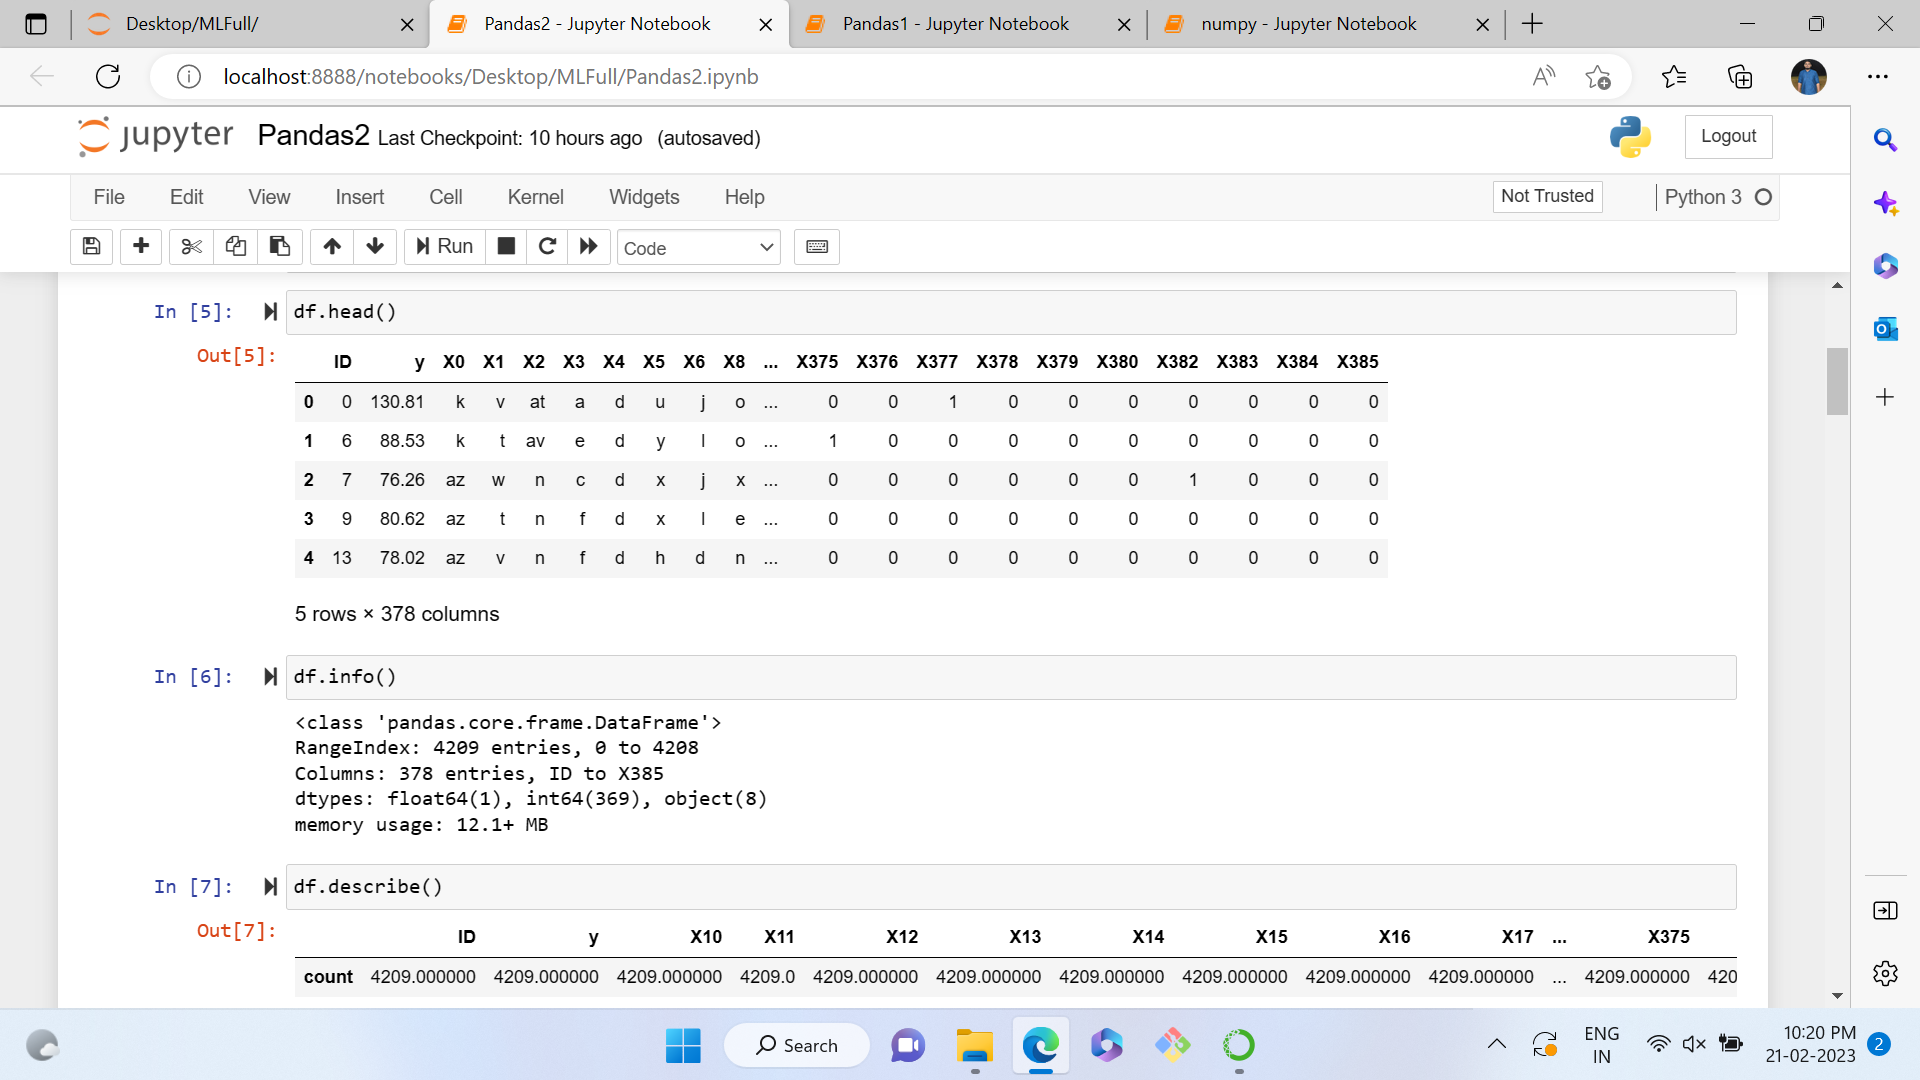 Desktop/MLFull/
Pandas2 - Jupyter Notebook
Pandas1 - Jupyter Notebook
numpy - Jupyter Notebook
localhost:8888/notebooks/Desktop/MLFull/Pandas2.ipynb
jupyter Pandas2 Last Checkpoint: 10 hours ago (autosaved)
Logout
File Edit View Insert Cell Kernel Widgets Help
Not Trusted
Python 3
Run
Code
In [5]: df.head()
Out[5]:
ID y X0 X1 X2 X3 X4 X5 X6 X8 ... X375 X376 X377 X378 X379 X380 X382 X383 X384 X385
0 0 130.81 k v at a d u j o ... 0 0 1 0 0 0 0 0 0 0
1 6 88.53 k t av e d y l o ... 1 0 0 0 0 0 0 0 0 0
2 7 76.26 az w n c d x j x ... 0 0 0 0 0 0 1 0 0 0
3 9 80.62 az t n f d x l e ... 0 0 0 0 0 0 0 0 0 0
4 13 78.02 az v n f d h d n ... 0 0 0 0 0 0 0 0 0 0
5 rows × 378 columns
In [6]: df.info()
<class 'pandas.core.frame.DataFrame'>
RangeIndex: 4209 entries, 0 to 4208
Columns: 378 entries, ID to X385
dtypes: float64(1), int64(369), object(8)
memory usage: 12.1+ MB
In [7]: df.describe()
Out[7]:
ID y X10 X11 X12 X13 X14 X15 X16 X17 ... X375
count 4209.000000 4209.000000 4209.000000 4209.0 4209.000000 4209.000000 4209.000000 4209.000000 4209.000000 4209.000000 ... 4209.000000 420
Search
ENG
IN
10:20 PM
21-02-2023
2